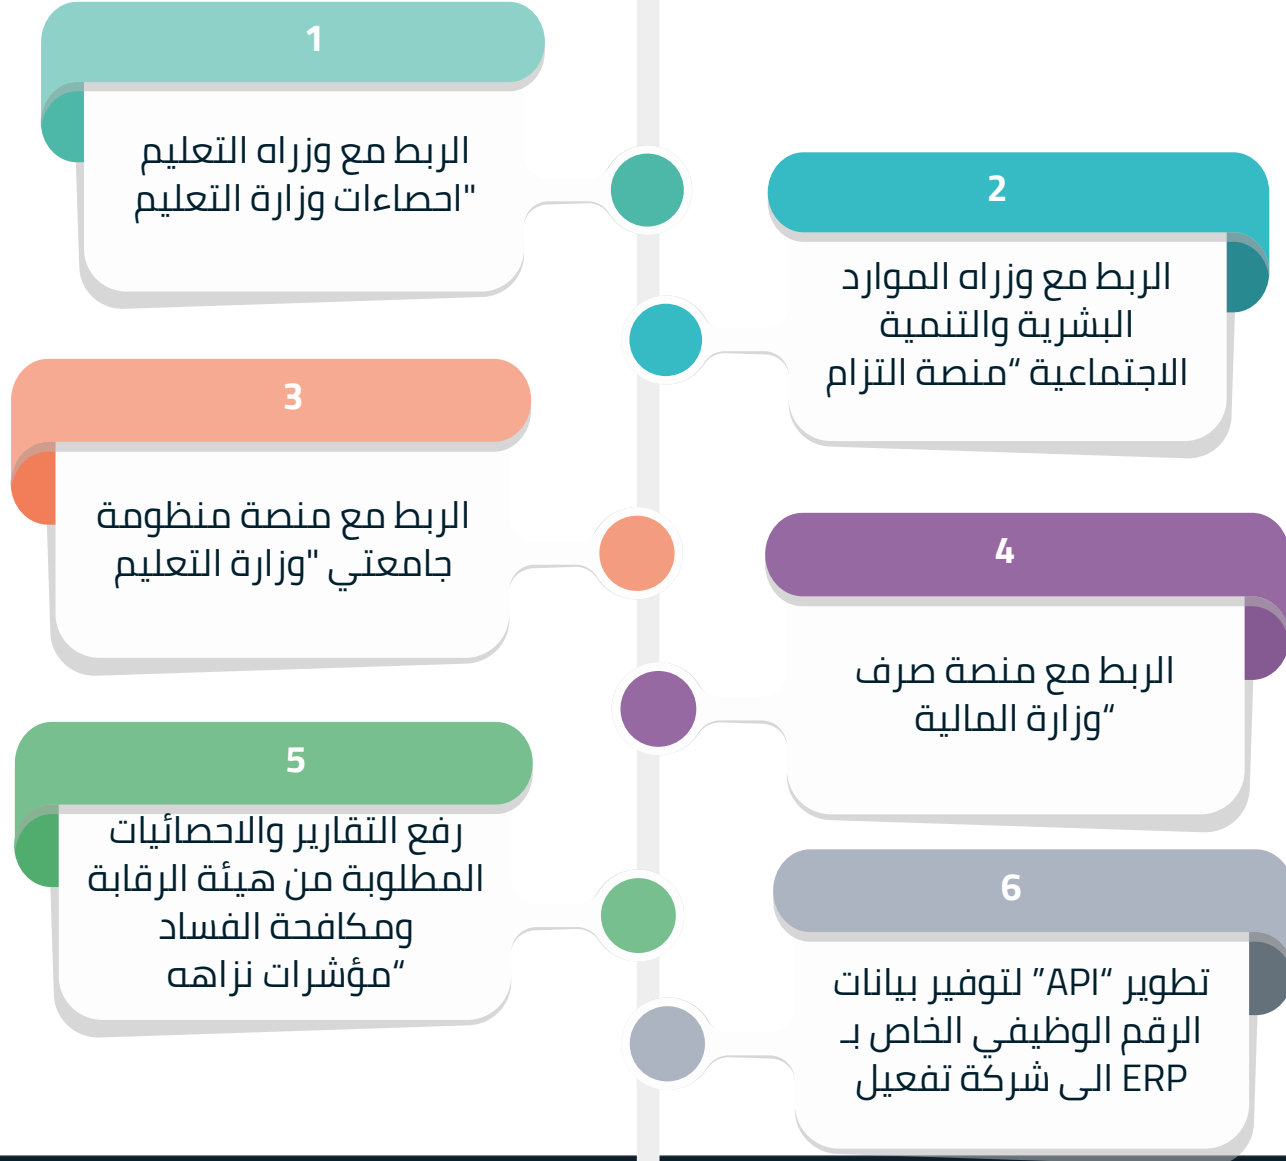 1
الربط مع وزراه التعليم
"احصاءات وزارة التعليم
2
الربط مع وزراه الموارد
البشرية والتنمية
الاجتماعية “منصة التزام
3
الربط مع منصة منظومة
جامعتي "وزارة التعليم
4
الربط مع منصة صرف
“وزارة المالية
5
رفع التقارير والاحصائيات
المطلوبة من هيئة الرقابة
ومكافحة الفساد
“مؤشرات نزاهه
6
تطوير “API” لتوفير بيانات
الرقم الوظيفي الخاص بـ
ERP الى شركة تفعيل